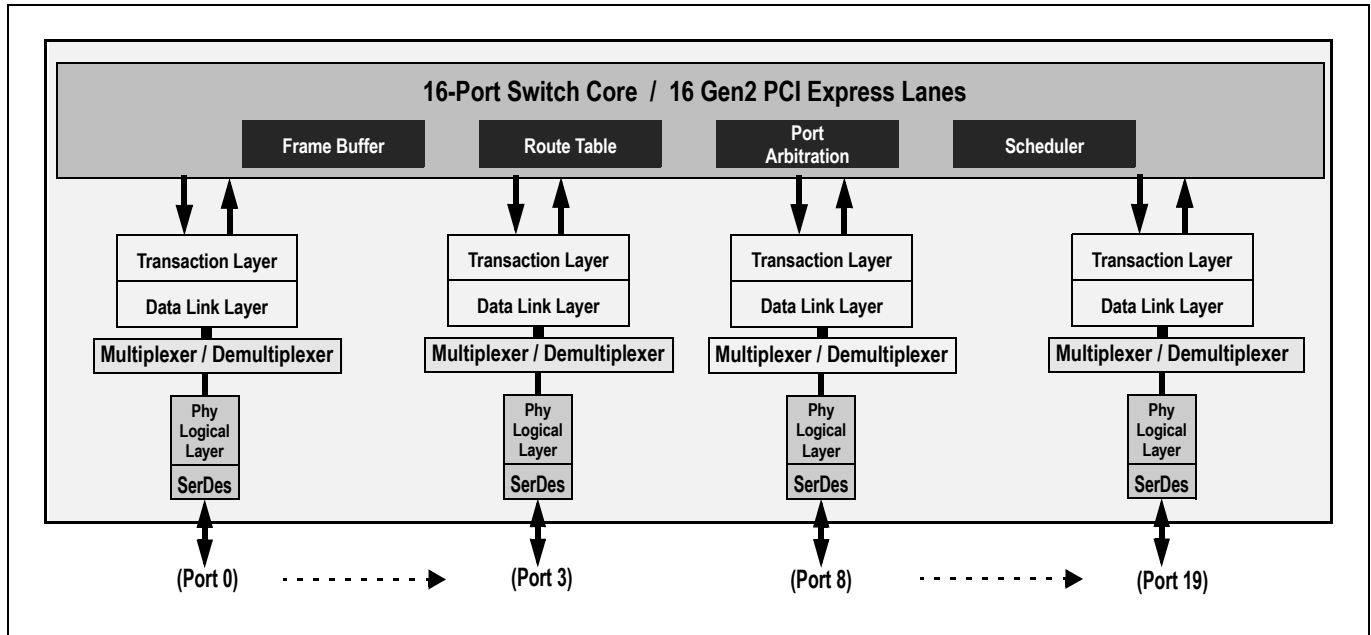 16-Port Switch Core / 16 Gen2 PCI Express Lanes
Frame Buffer
Route Table
Port
Arbitration
Scheduler
Transaction Layer
Data Link Layer
Multiplexer / Demultiplexer
Phy
Logical
Layer
SerDes
(Port 0)
Transaction Layer
Data Link Layer
Multiplexer / Demultiplexer
Phy
Logical
Layer
SerDes
(Port 3)
Transaction Layer
Data Link Layer
Multiplexer / Demultiplexer
Phy
Logical
Layer
SerDes
(Port 8)
Transaction Layer
Data Link Layer
Multiplexer / Demultiplexer
Phy
Logical
Layer
SerDes
(Port 19)